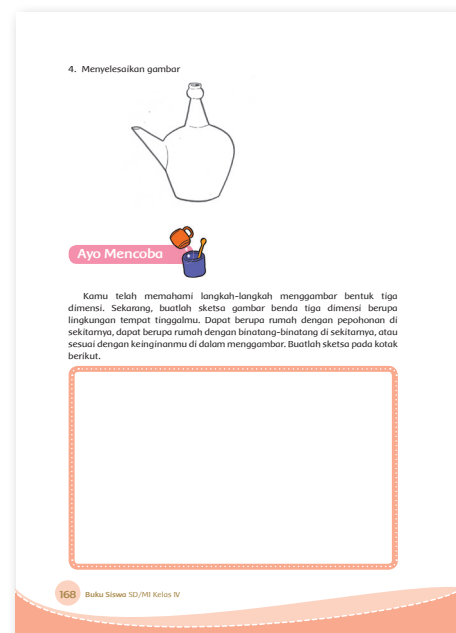 4. Menyelesaikan gambar
Ayo Mencoba
Kamu telah memahami langkah-langkah menggambar bentuk tiga
dimensi. Sekarang, buatlah sketsa gambar benda tiga dimensi berupa
lingkungan tempat tinggalmu. Dapat berupa rumah dengan pepohonan di
sekitarnya, dapat berupa rumah dengan binatang-binatang di sekitarnya, atau
sesuai dengan keinginanmu di dalam menggambar. Buatlah sketsa pada kotak
berikut.
168 Buku Siswa SD/MI Kelas IV